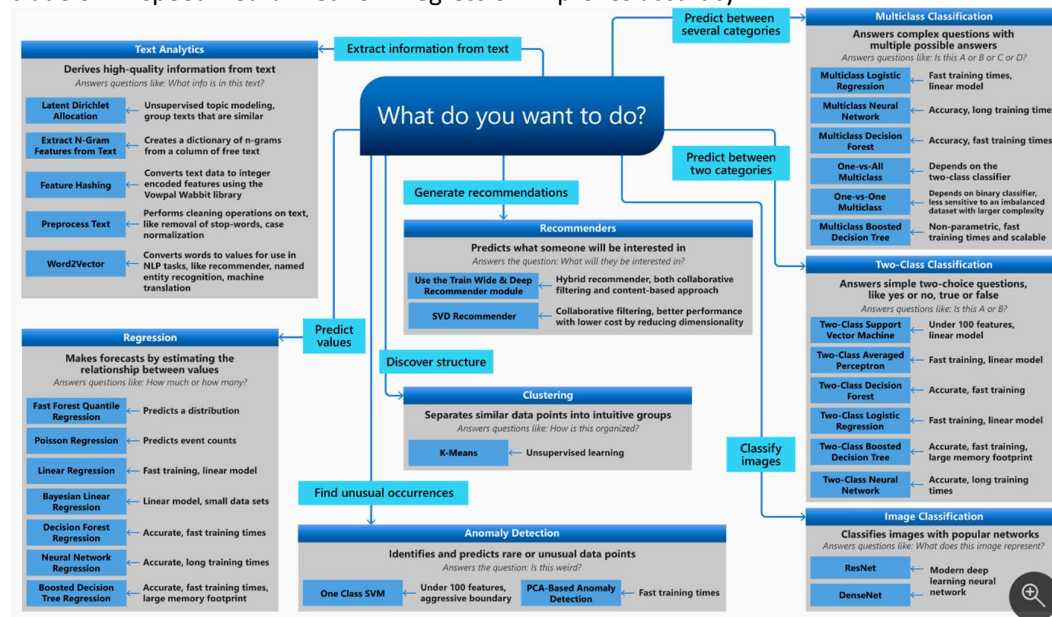 What do you want to do?
Extract information from text
Text Analytics
Derives high-quality information from text
Answers questions like: What info is in this text?
Latent Dirichlet
Allocation
Unsupervised topic modeling,
group texts that are similar
Extract N-Gram
Features from Text
Creates a dictionary of n-grams
from a column of free text
Feature Hashing
Converts text data to integer
encoded features using the
Vowpal Wabbit library
Preprocess Text
Performs cleaning operations on text,
like removal of stop-words, case
normalization
Word2Vector
Converts words to values for use in
NLP tasks, like recommender, named
entity recognition, machine
translation
Predict
values
Regression
Makes forecasts by estimating the
relationship between values
Answers questions like: How much or how many?
Fast Forest Quantile
Regression
Predicts a distribution
Poisson Regression
Predicts event counts
Linear Regression
Fast training, linear model
Bayesian Linear
Regression
Linear model, small data sets
Decision Forest
Regression
Accurate, fast training times
Neural Network
Regression
Accurate, long training times
Boosted Decision
Tree Regression
Accurate, fast training times,
large memory footprint
Generate recommendations
Recommenders
Predicts what someone will be interested in
Answers the question: What will they be interested in?
Use the Train Wide & Deep
Recommender module
Hybrid recommender, both collaborative
filtering and content-based approach
SVD Recommender
Collaborative filtering, better performance
with lower cost by reducing dimensionality
Discover structure
Clustering
Separates similar data points into intuitive groups
Answers questions like: How is this organized?
K-Means
Unsupervised learning
Find unusual occurrences
Anomaly Detection
Identifies and predicts rare or unusual data points
Answers the question: Is this weird?
One Class SVM
Under 100 features,
aggressive boundary
PCA-Based Anomaly
Detection
Fast training times
Predict between
several categories
Multiclass Classification
Answers complex questions with
multiple possible answers
Answers questions like: Is this A or B or C or D?
Multiclass Logistic
Regression
Fast training times,
linear model
Multiclass Neural
Network
Accuracy, long training times
Multiclass Decision
Forest
Accuracy, fast training times
One-vs-All
Multiclass
Depends on the
two-class classifier
One-vs-One
Multiclass
Depends on binary classifier,
less sensitive to an imbalanced
dataset with larger complexity
Multiclass Boosted
Decision Tree
Non-parametric, fast
training times and scalable
Predict between
two categories
Two-Class Classification
Answers simple two-choice questions,
like yes or no, true or false
Answers questions like: Is this A or B?
Two-Class Support
Vector Machine
Under 100 features,
linear model
Two-Class Averaged
Perceptron
Fast training, linear model
Two-Class Decision
Forest
Accurate, fast training
Two-Class Logistic
Regression
Fast training, linear model
Two-Class Boosted
Decision Tree
Accurate, fast training,
large memory footprint
Two-Class Neural
Network
Accurate, long training
times
Classify
images
Image Classification
Classifies images with popular networks
Answers questions like: What does this image represent?
ResNet
DenseNet
Modern deep
learning neural
network